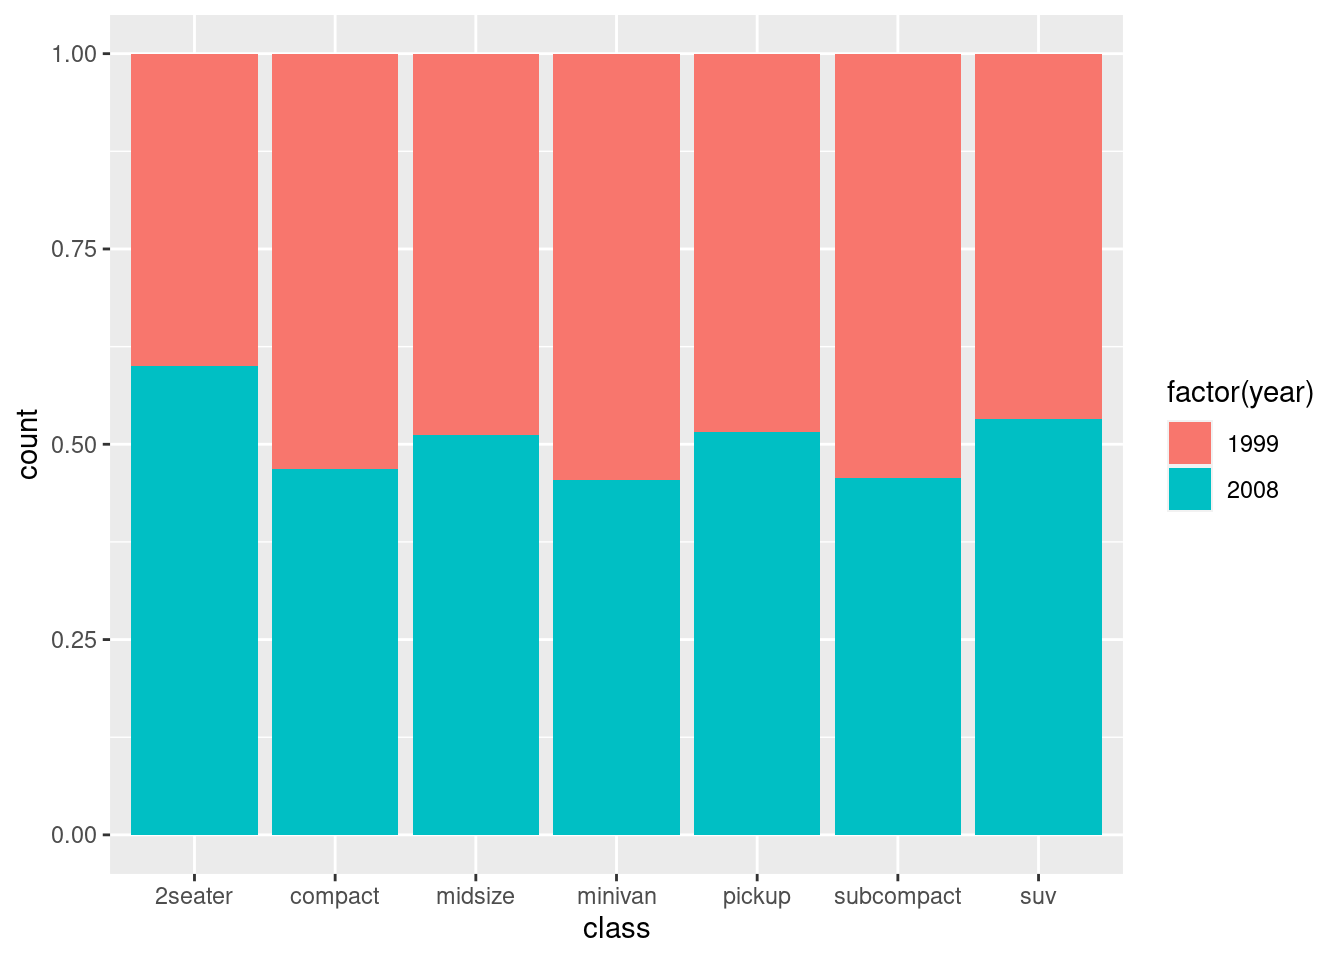 1.00
0.75
0.50
0.25
0.00
count
2seater compact midsize minivan pickup subcompact suv
class
factor(year)
1999
2008